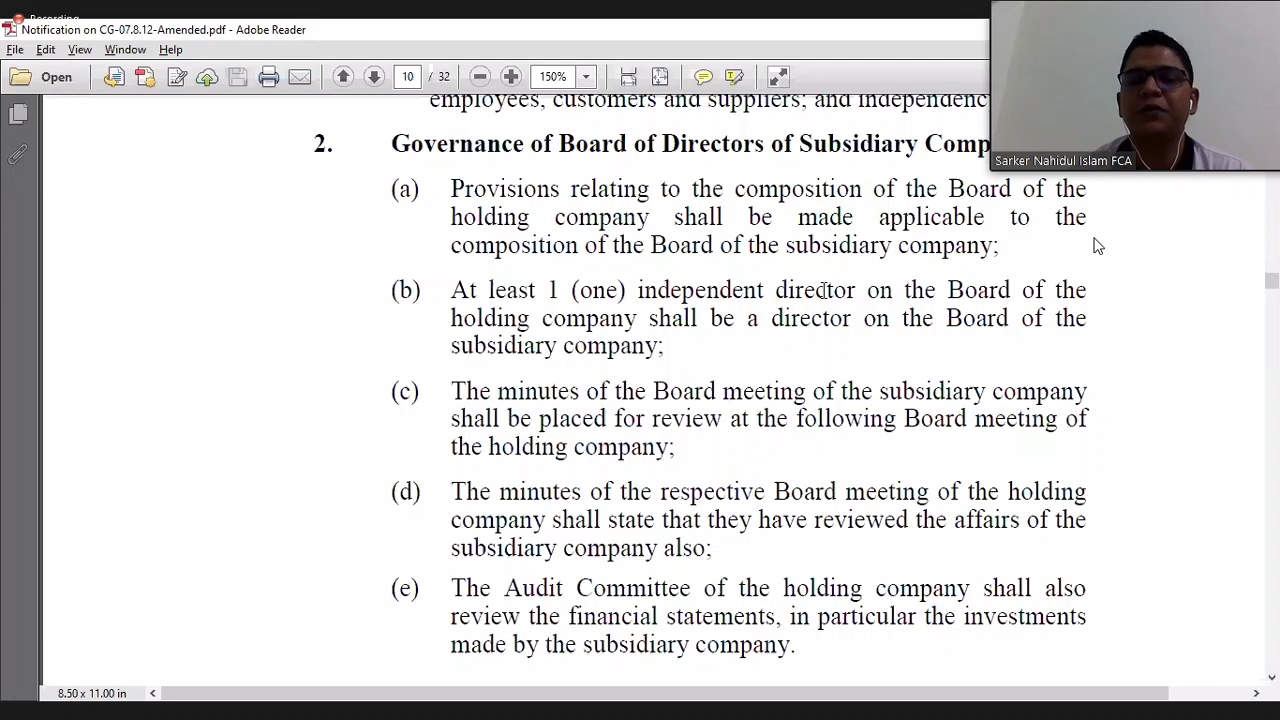 Recording
Notification on CG-07.8.12-Amended.pdf - Adobe Reader
File Edit View Window Help
Open 10 / 32 150%
employees, customers and suppliers; and
2. Governance of Board of Directors of Subsidiary
(a) Provisions relating to the composition of the Board of the
holding company shall be made applicable to the
composition of the Board of the subsidiary company;
(b) At least 1 (one) independent director on the Board of the
holding company shall be a director on the Board of the
subsidiary company;
(c) The minutes of the Board meeting of the subsidiary company
shall be placed for review at the following Board meeting of
the holding company;
(d) The minutes of the respective Board meeting of the holding
company shall state that they have reviewed the affairs of the
subsidiary company also;
(e) The Audit Committee of the holding company shall also
review the financial statements, in particular the investments
made by the subsidiary company.
8.50 x 11.00 in
Sarker Nahidul Islam FCA